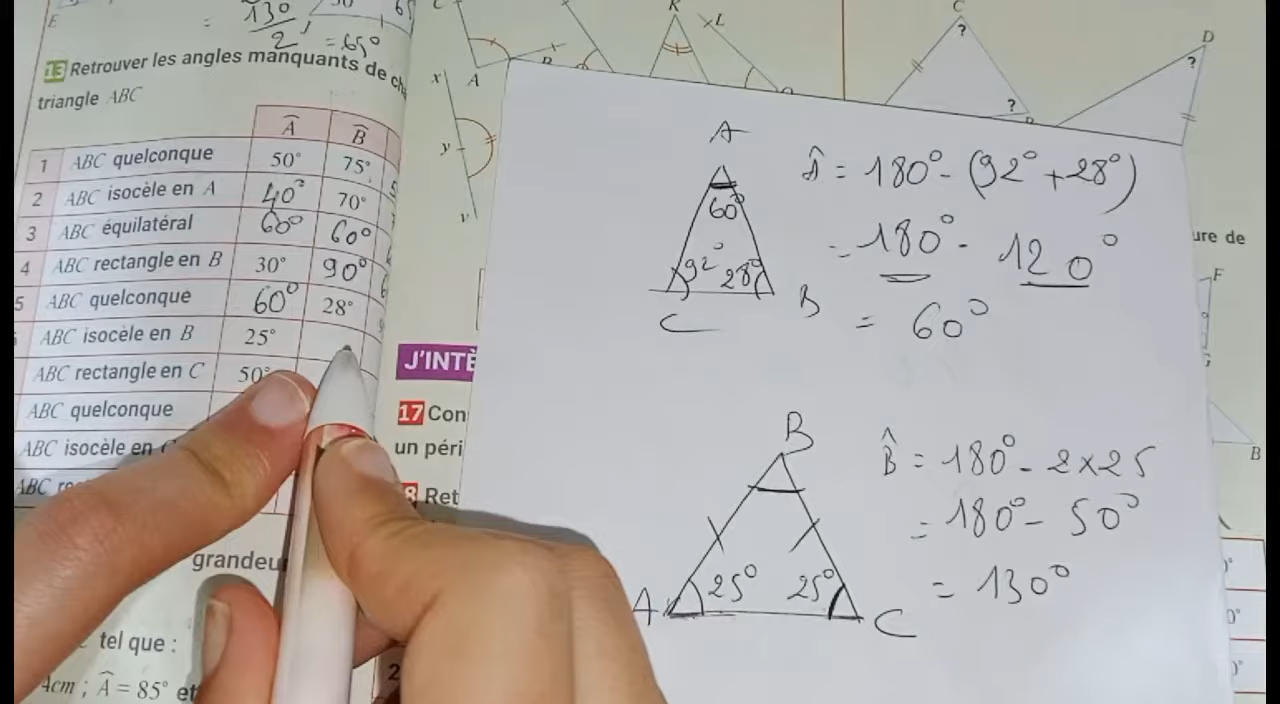 E
= 130 / 2 = 65°
13 Retrouver les angles manquants de
triangle ABC
Â B̂
1 ABC quelconque 50° 75°
2 ABC isocèle en A 40° 70°
3 ABC équilatéral 60° 60°
4 ABC rectangle en B 30° 90°
5 ABC quelconque 60° 28°
ABC isocèle en B 25°
ABC rectangle en C 50°
ABC quelconque
ABC isocèle en
ABC
grandeu
tel que :
4cm ; Â = 85° et
x
A
y
K
L
C
?
?
D
?
J'INTÈ
17 Con
un péri
8 Ret
2
ure de
F
G
B
A
60°
92° 28°
C B
Â = 180° - (92° + 28°)
= 180° - 120°
= 60°
B
25° 25°
A C
B̂ = 180° - 2 × 25
= 180° - 50°
= 130°